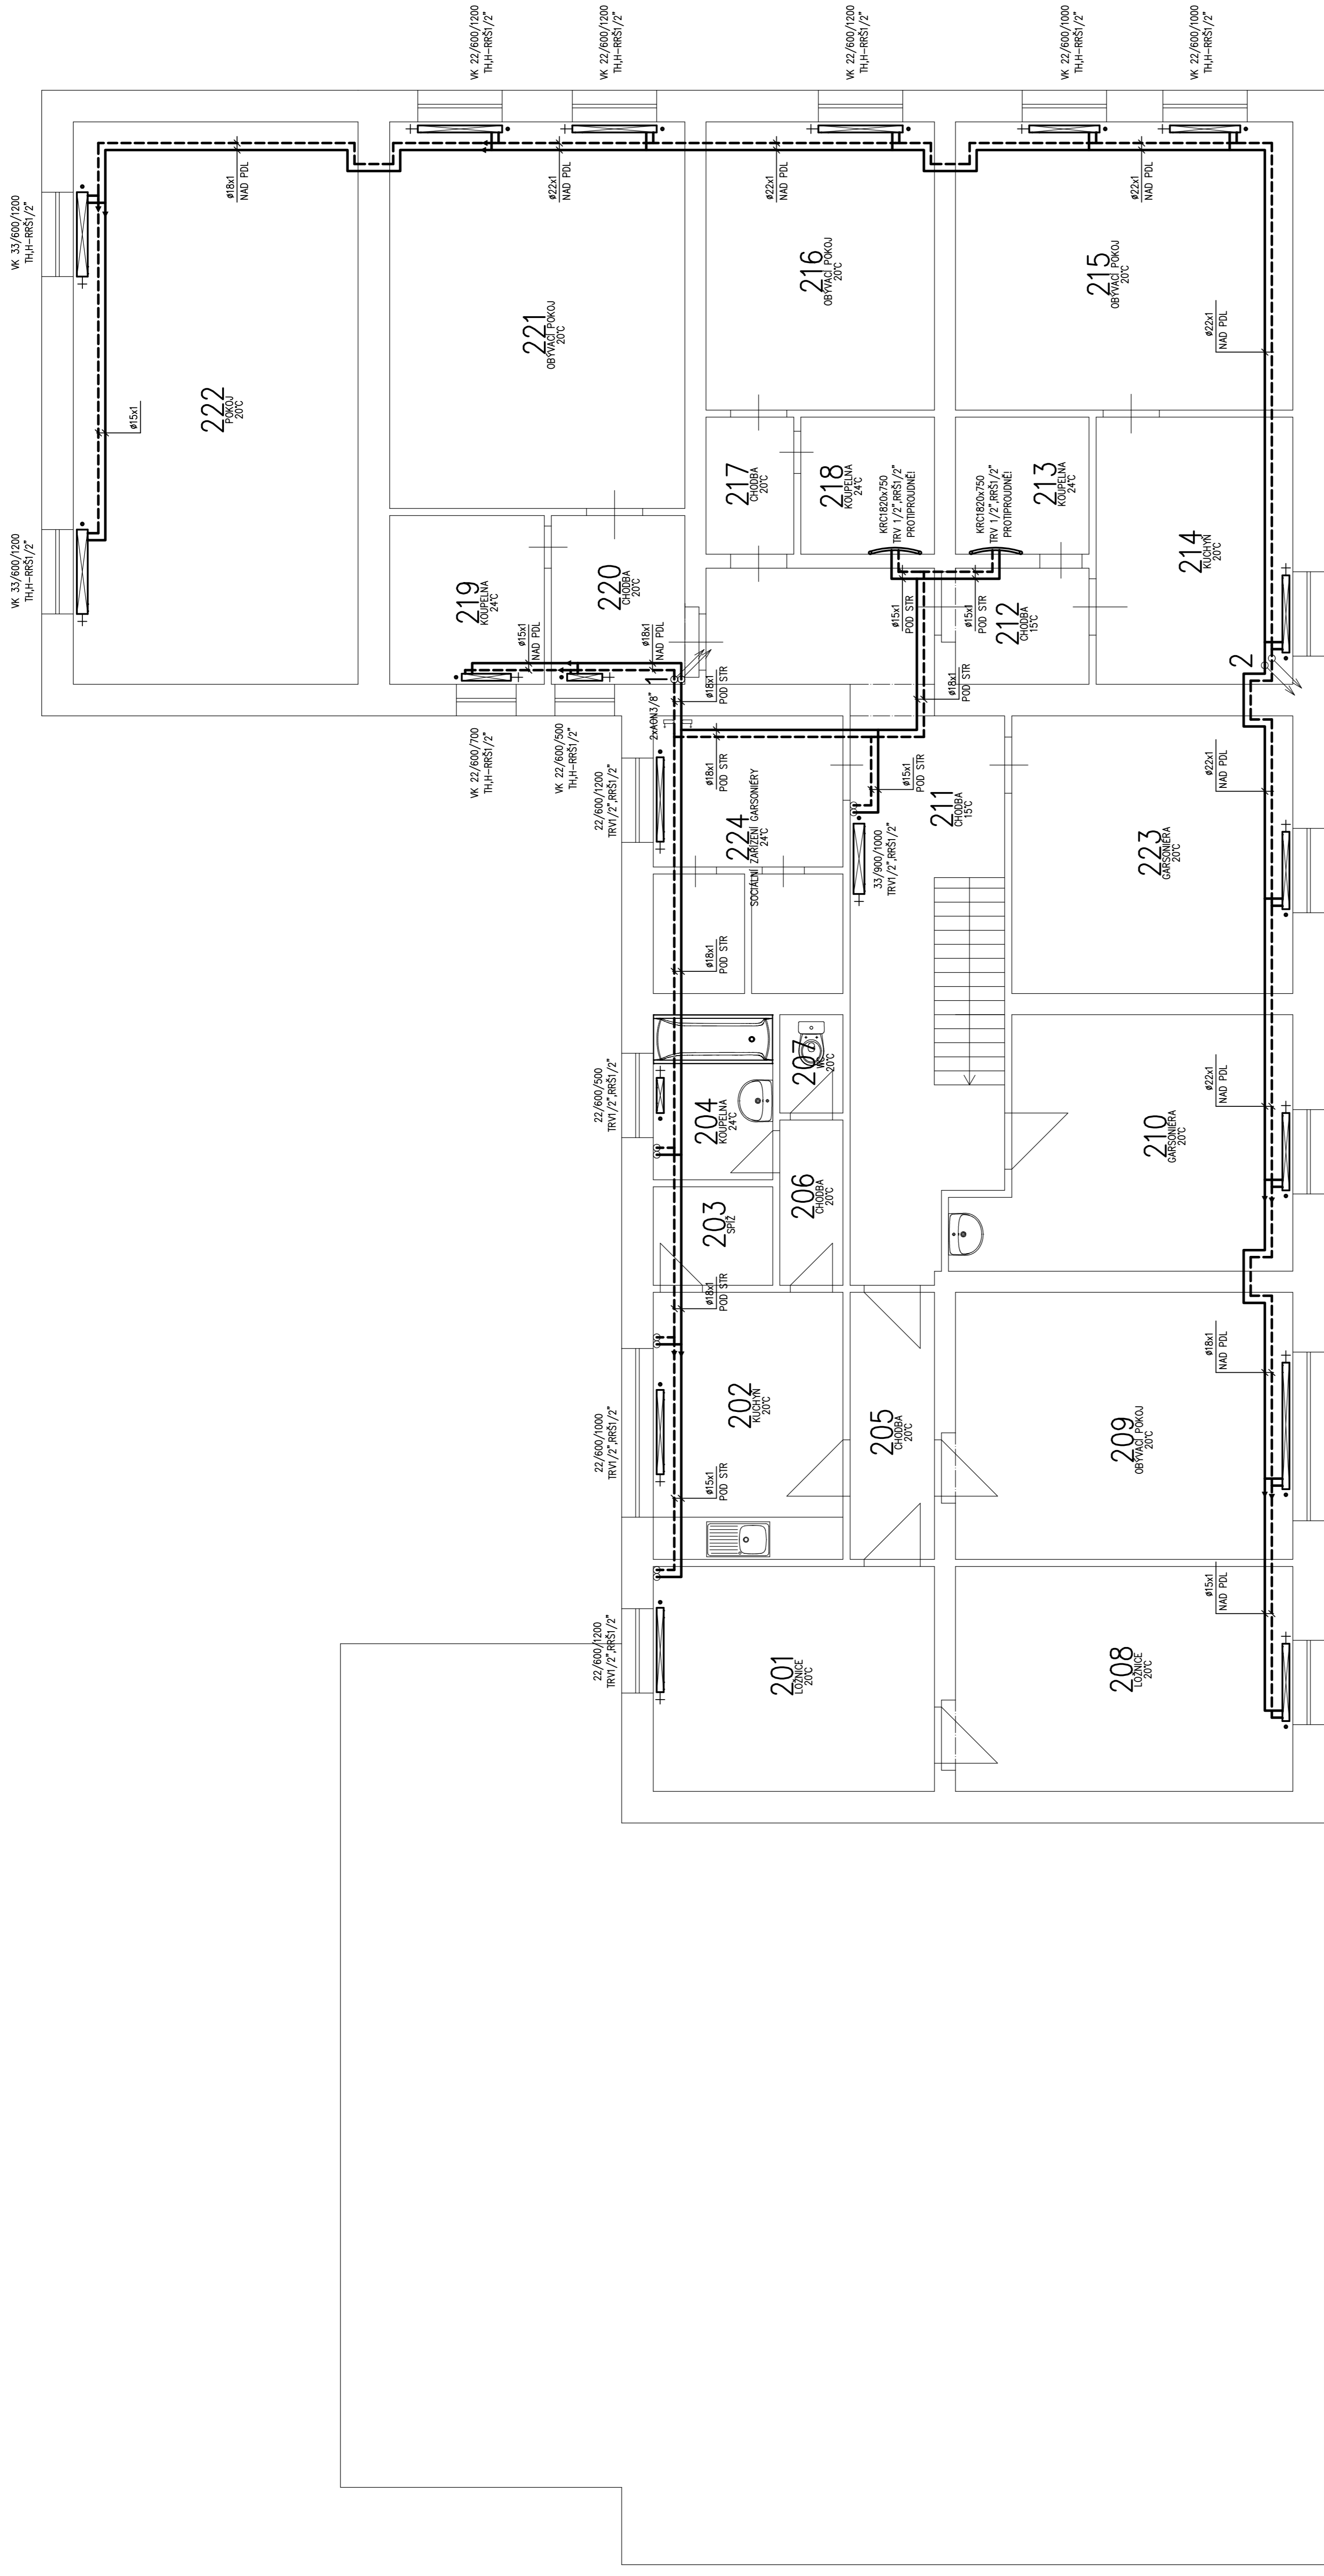 VK 22/600/1200
TH,H-RRŠ1/2"
VK 22/600/1200
TH,H-RRŠ1/2"
VK 22/600/1200
TH,H-RRŠ1/2"
VK 22/600/1000
TH,H-RRŠ1/2"
VK 22/600/1000
TH,H-RRŠ1/2"
VK 33/600/1200
TH,H-RRŠ1/2"
VK 33/600/1200
TH,H-RRŠ1/2"
ø18x1
NAD PDL
ø22x1
NAD PDL
ø22x1
NAD PDL
ø22x1
NAD PDL
ø22x1
NAD PDL
ø15x1
222
POKOJ
20°C
221
OBÝVACÍ POKOJ
20°C
216
OBÝVACÍ POKOJ
20°C
215
OBÝVACÍ POKOJ
20°C
217
CHODBA
20°C
218
KOUPELNA
24°C
KRC1820x750
TRV 1/2",RRŠ1/2"
PROTIPROUDNĚ!
KRC1820x750
TRV 1/2",RRŠ1/2"
PROTIPROUDNĚ!
213
KOUPELNA
24°C
214
KUCHYŇ
20°C
219
KOUPELNA
24°C
220
CHODBA
20°C
212
CHODBA
15°C
ø15x1
NAD PDL
ø18x1
NAD PDL
ø15x1
POD STR
ø15x1
POD STR
1
2
ø18x1
POD STR
ø18x1
POD STR
2xAON3/8"
VK 22/600/700
TH,H-RRŠ1/2"
VK 22/600/500
TH,H-RRŠ1/2"
22/600/1200
TRV1/2",RRŠ1/2"
ø18x1
POD STR
ø15x1
POD STR
ø22x1
NAD PDL
224
SOCIÁLNÍ ZAŘÍZENÍ GARSONIÉRY
24°C
33/900/1000
TRV1/2",RRŠ1/2"
211
CHODBA
15°C
223
GARSONIÉRA
20°C
ø18x1
POD STR
22/600/500
TRV1/2",RRŠ1/2"
204
KOUPELNA
24°C
207
WC
20°C
ø22x1
NAD PDL
210
GARSONIÉRA
20°C
203
SPÍŽ
206
CHODBA
20°C
ø18x1
POD STR
ø18x1
NAD PDL
22/600/1000
TRV1/2",RRŠ1/2"
202
KUCHYŇ
20°C
205
CHODBA
20°C
209
OBÝVACÍ POKOJ
20°C
ø15x1
POD STR
ø15x1
NAD PDL
22/600/1200
TRV1/2",RRŠ1/2"
201
LOŽNICE
20°C
208
LOŽNICE
20°C